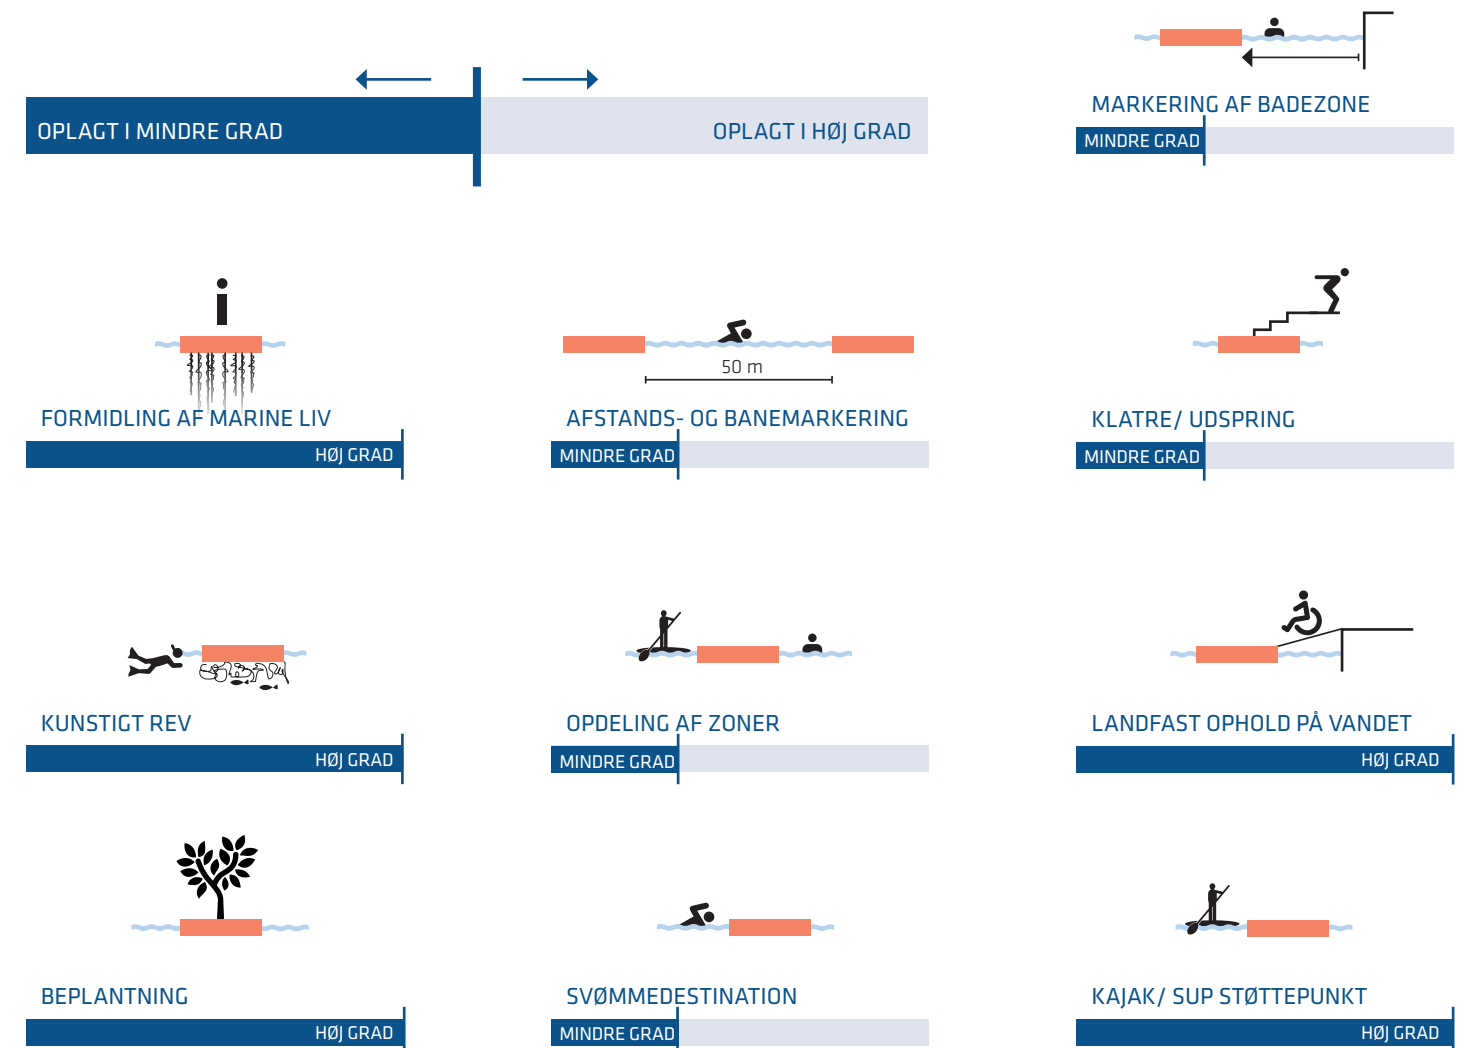 OPLAGT I MINDRE GRAD
OPLAGT I HØJ GRAD
MARKERING AF BADEZONE
MINDRE GRAD
FORMIDLING AF MARINE LIV
HØJ GRAD
50 m
AFSTANDS- OG BANEMARKERING
MINDRE GRAD
KLATRE/ UDSPRING
MINDRE GRAD
KUNSTIGT REV
HØJ GRAD
OPDELING AF ZONER
MINDRE GRAD
LANDFAST OPHOLD PÅ VANDET
HØJ GRAD
BEPLANTNING
HØJ GRAD
SVØMMEDESTINATION
MINDRE GRAD
KAJAK/ SUP STØTTEPUNKT
HØJ GRAD